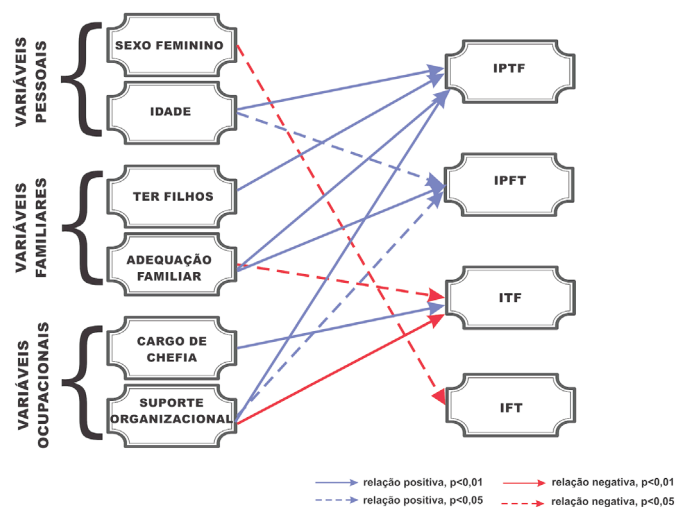 VARIÁVEIS
PESSOAIS
SEXO FEMININO
IDADE
VARIÁVEIS
FAMILIARES
TER FILHOS
ADEQUAÇÃO
FAMILIAR
VARIÁVEIS
OCUPACIONAIS
CARGO DE
CHEFIA
SUPORTE
ORGANIZACIONAL
IPTF
IPFT
ITF
IFT
relação positiva, p<0,01
relação negativa, p<0,01
relação positiva, p<0,05
relação negativa, p<0,05